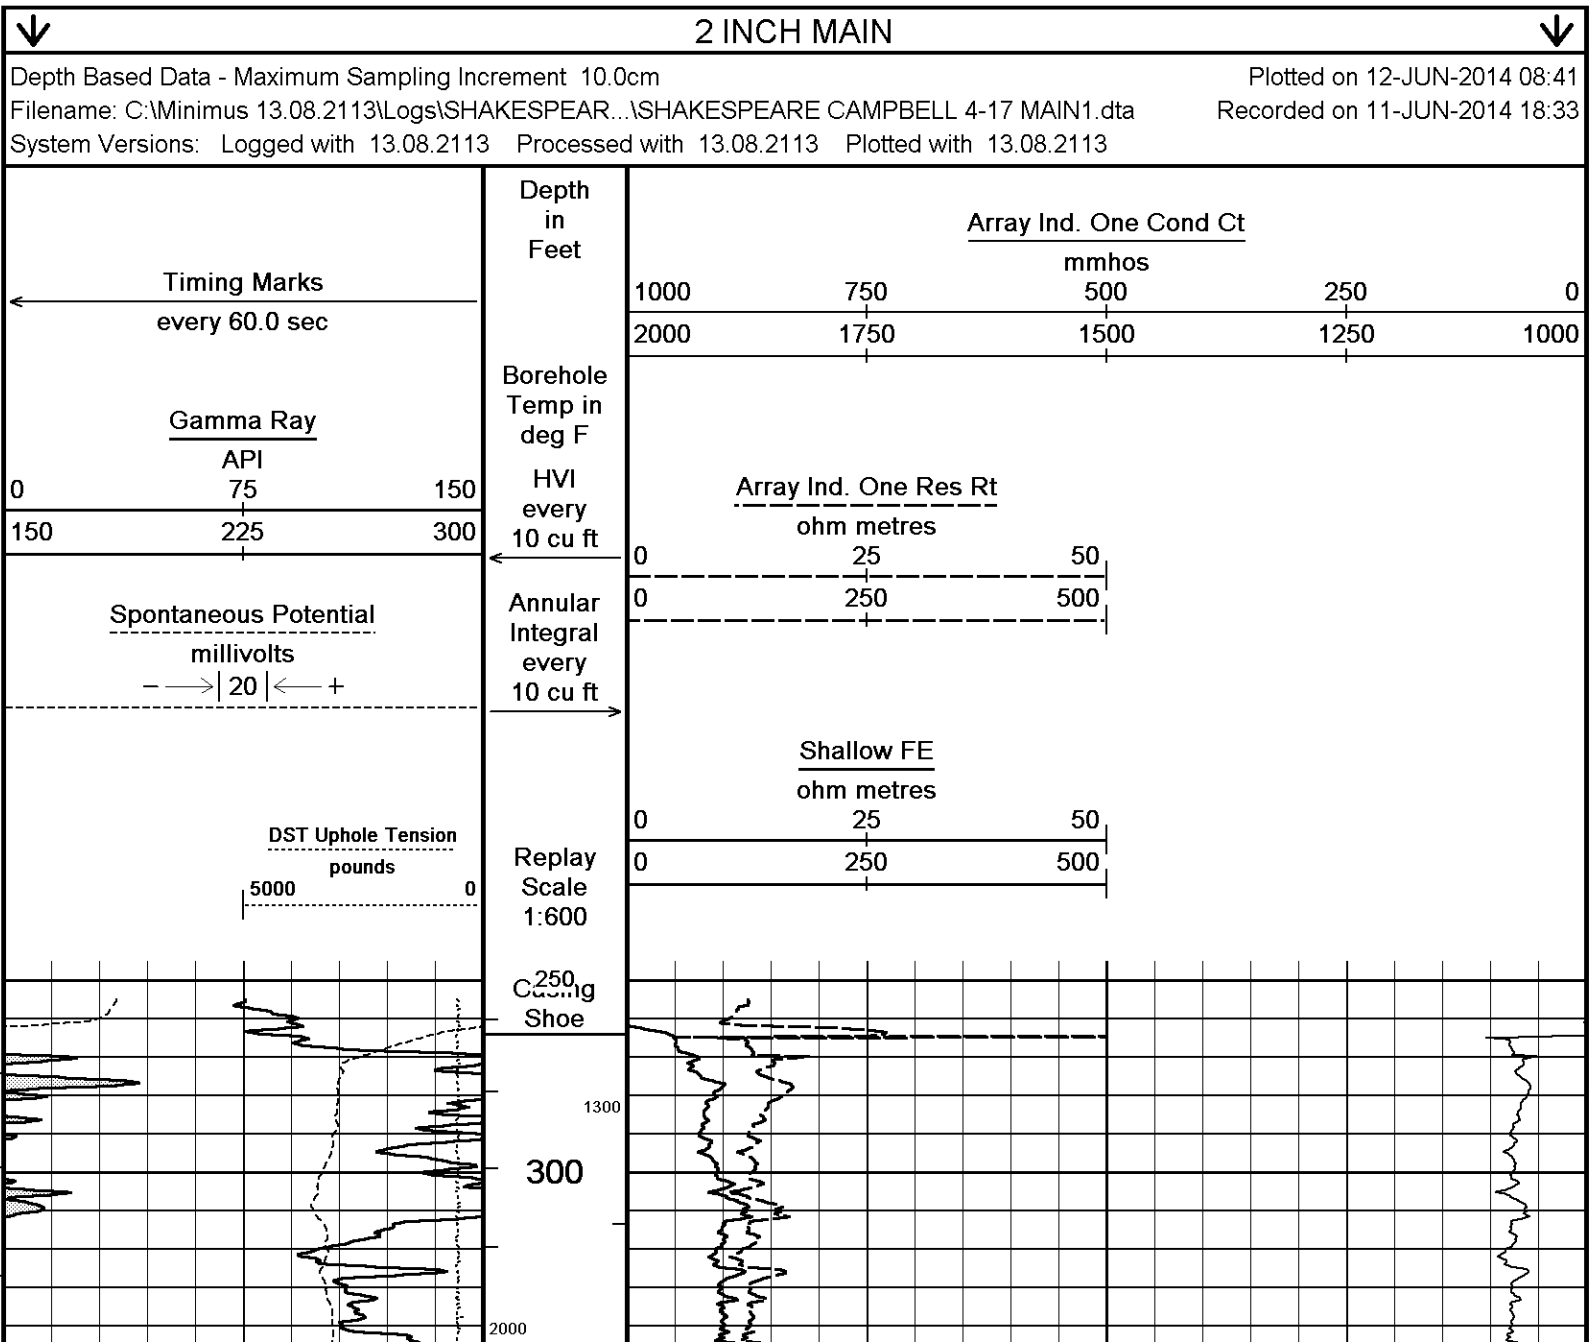 2 INCH MAIN
Depth Based Data - Maximum Sampling Increment 10.0cm
Plotted on 12-JUN-2014 08:41
Filename: C:\Minimus 13.08.2113\Logs\SHAKESPEAR...\SHAKESPEARE CAMPBELL 4-17 MAIN1.dta
Recorded on 11-JUN-2014 18:33
System Versions: Logged with 13.08.2113 Processed with 13.08.2113 Plotted with 13.08.2113
Timing Marks
every 60.0 sec
Gamma Ray
API
0 75 150
150 225 300
Spontaneous Potential
millivolts
− 20 +
DST Uphole Tension
pounds
5000 0
Depth
in
Feet
Borehole
Temp in
deg F
HVI
every
10 cu ft
Annular
Integral
every
10 cu ft
Replay
Scale
1:600
250
Casing
Shoe
1300
300
2000
Array Ind. One Cond Ct
mmhos
1000 750 500 250 0
2000 1750 1500 1250 1000
Array Ind. One Res Rt
ohm metres
0 25 50
0 250 500
Shallow FE
ohm metres
0 25 50
0 250 500